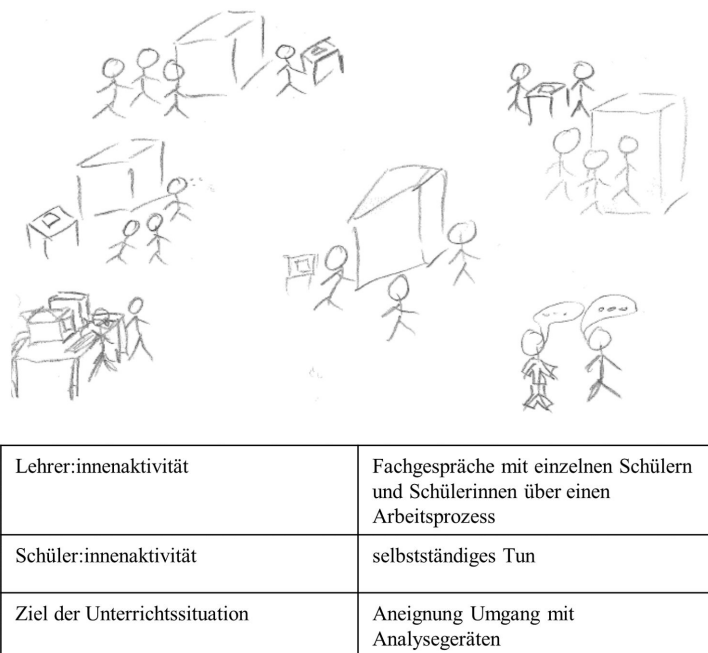 Lehrer:innenaktivität
Fachgespräche mit einzelnen Schülern
und Schülerinnen über einen
Arbeitsprozess
Schüler:innenaktivität
selbstständiges Tun
Ziel der Unterrichtssituation
Aneignung Umgang mit
Analysegeräten